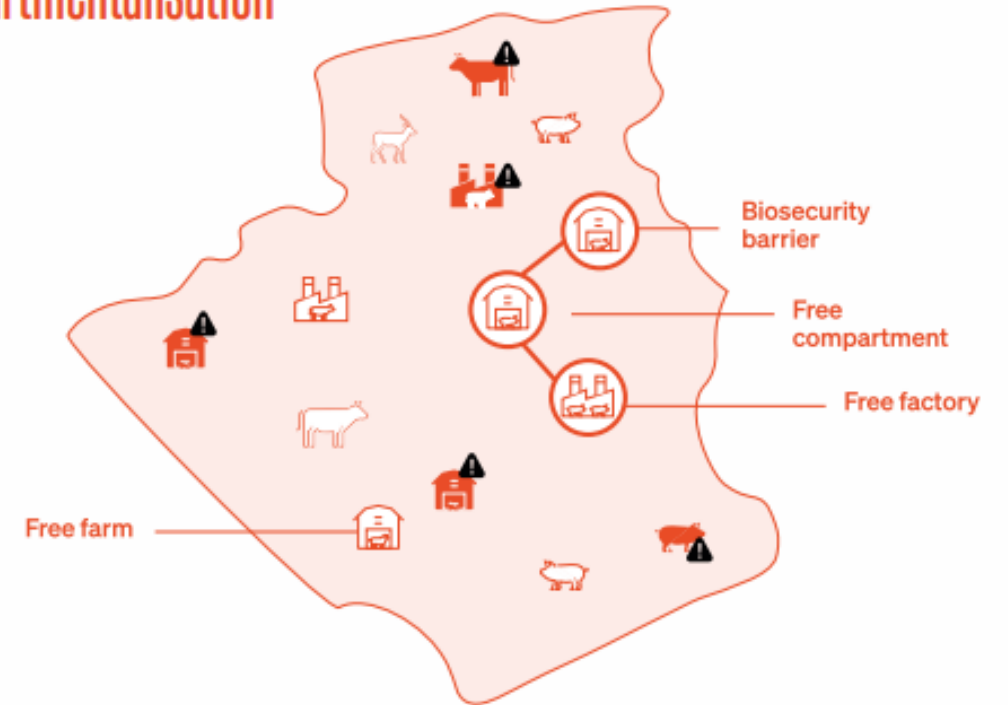 Biosecurity
barrier
Free
compartment
Free factory
Free farm